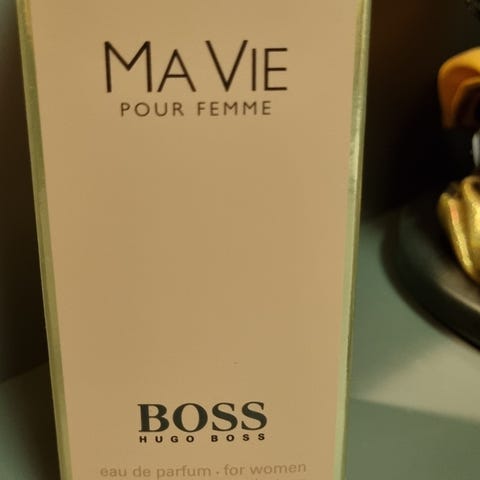 MA VIE
POUR FEMME
BOSS
HUGO BOSS
eau de parfum · for women